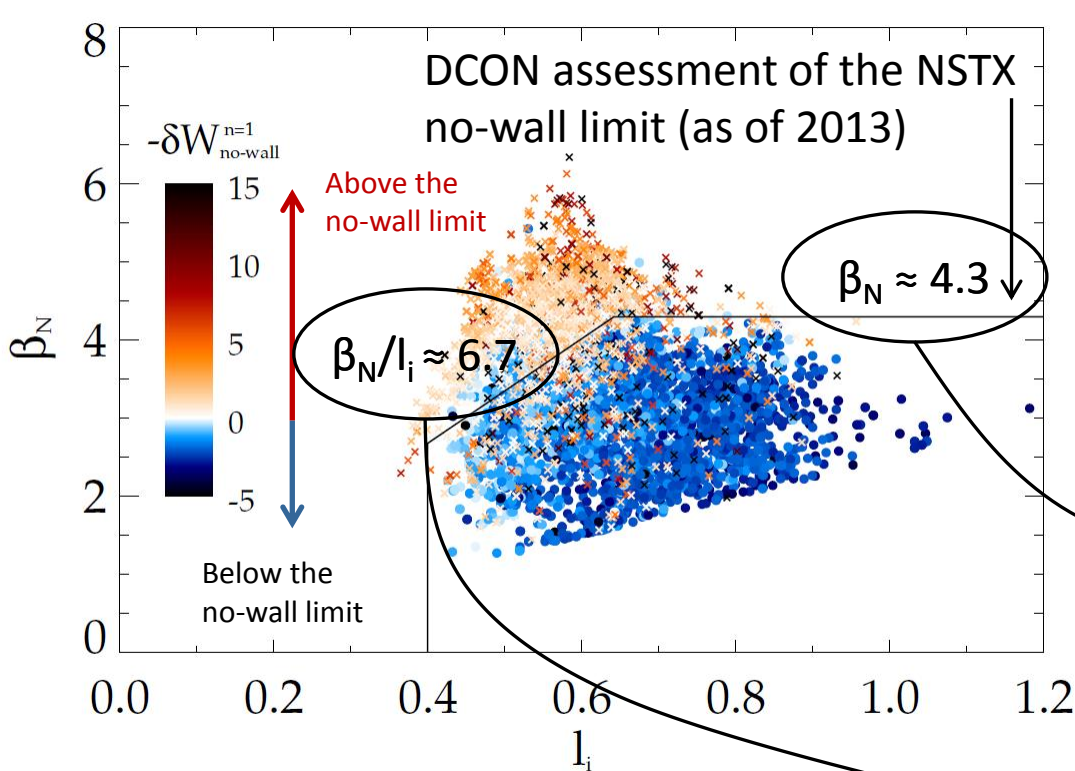 DCON assessment of the NSTX
no-wall limit (as of 2013)
-δW n=1 no-wall
15
10
5
0
-5
Above the
no-wall limit
Below the
no-wall limit
βN/li ≈ 6.7
βN ≈ 4.3
βN
8
6
4
2
0
0.0 0.2 0.4 0.6 0.8 1.0 1.2
li